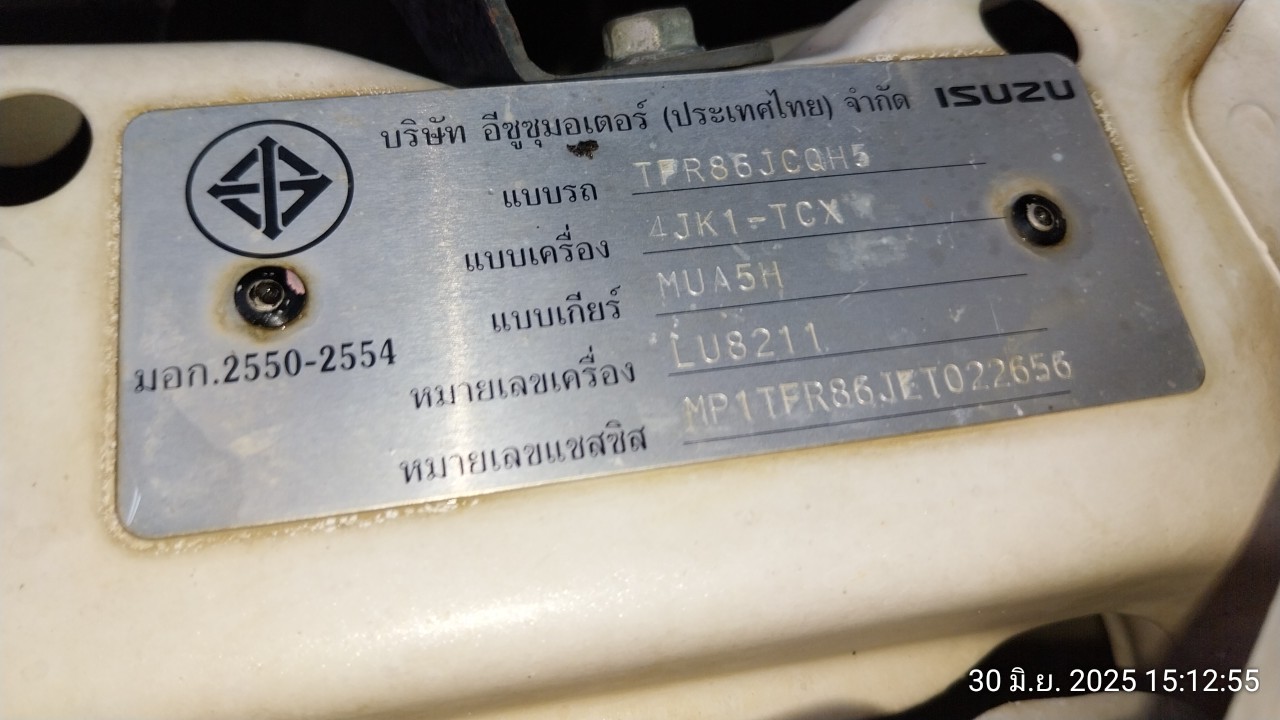 บริษัท อีซูซุมอเตอร์ (ประเทศไทย) จำกัด ISUZU
แบบรถ TFR86JCQH5
แบบเครื่อง 4JK1-TCX
แบบเกียร์ MUA5H
มอก.2550-2554
หมายเลขเครื่อง LU8211
หมายเลขแชสซิส MP1TFR86JET022656
30 มิ.ย. 2025 15:12:55